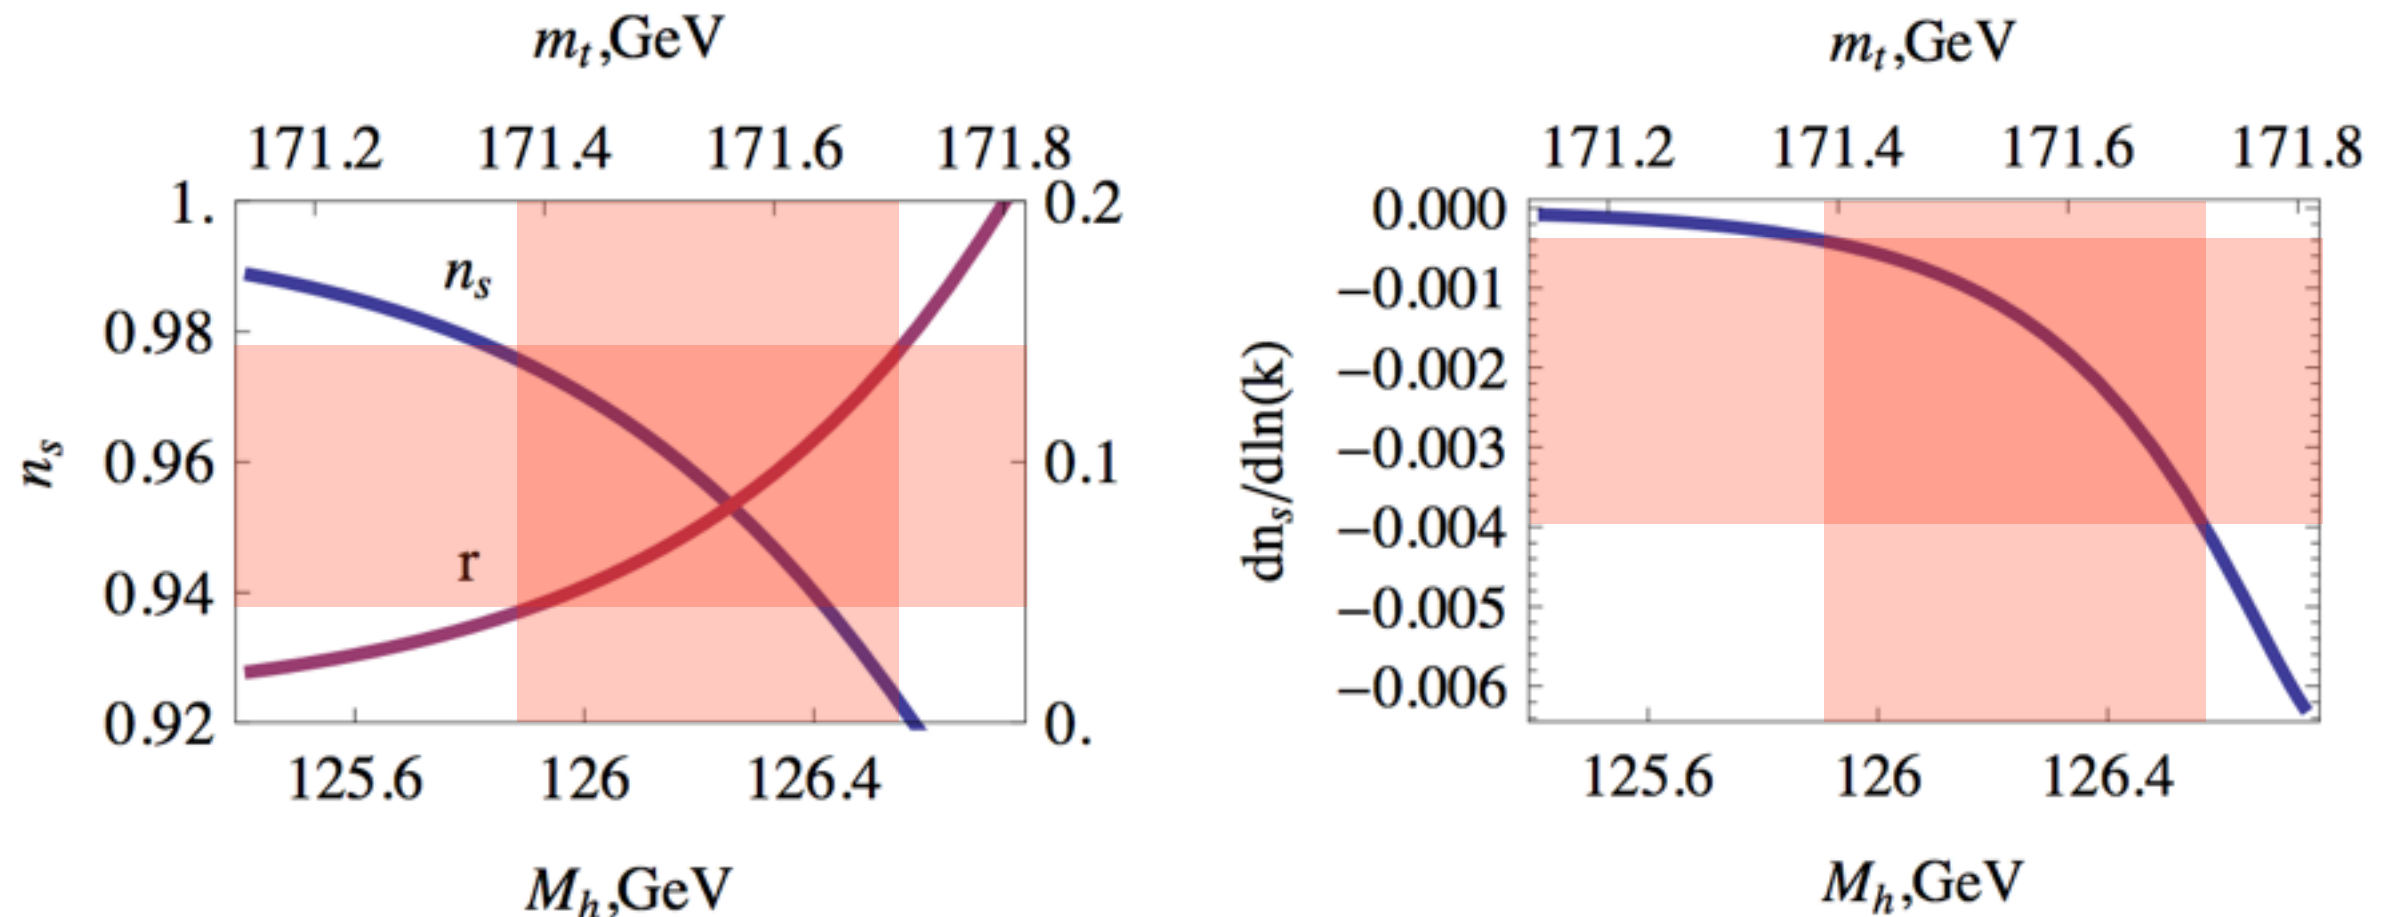 m_t,GeV
171.2 171.4 171.6 171.8
1.
0.98
0.96
0.94
0.92
n_s
n_s
r
0.2
0.1
0.
125.6 126 126.4
M_h,GeV
m_t,GeV
171.2 171.4 171.6 171.8
0.000
−0.001
−0.002
−0.003
−0.004
−0.005
−0.006
dn_s/dln(k)
125.6 126 126.4
M_h,GeV